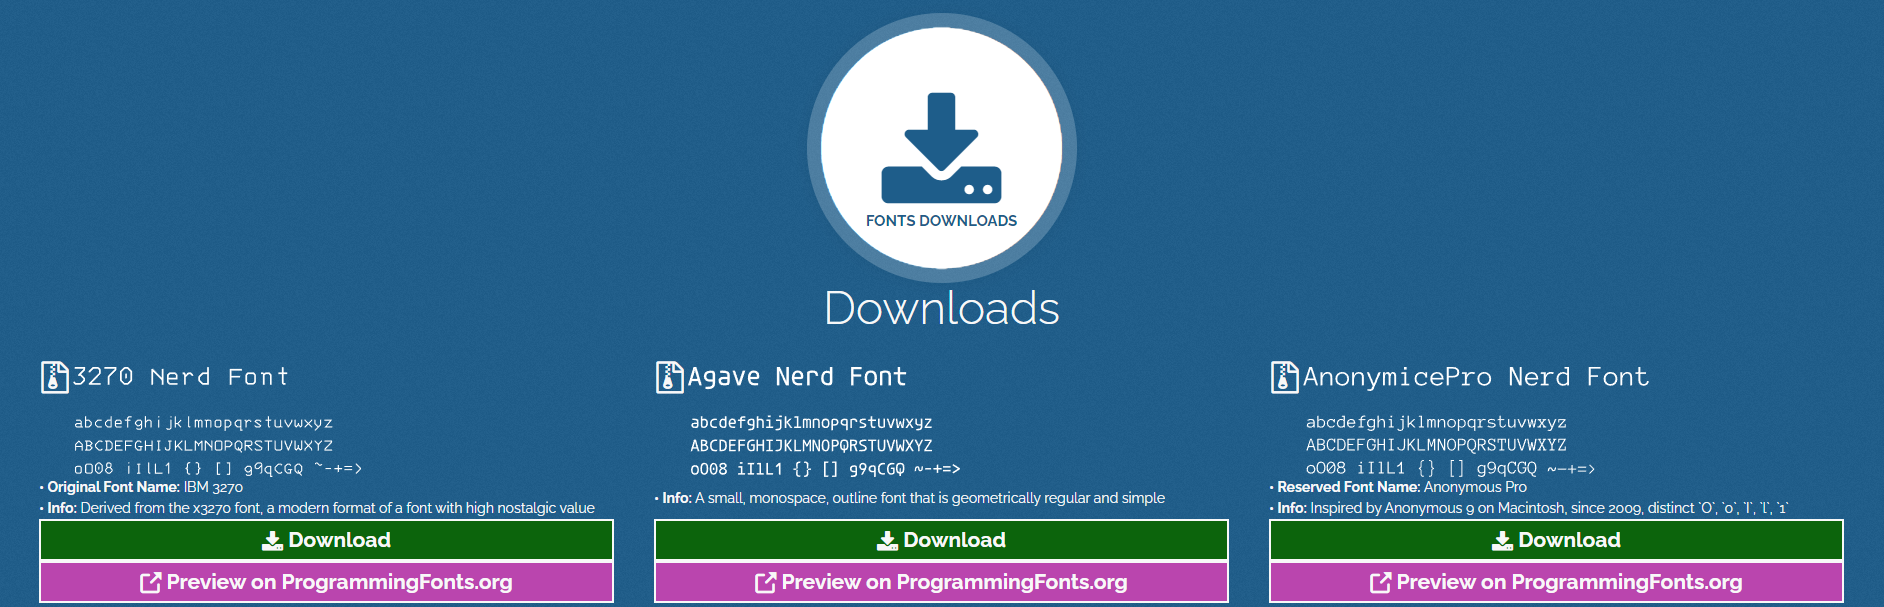 FONTS DOWNLOADS
Downloads
3270 Nerd Font
abcdefghijklmnopqrstuvwxyz
ABCDEFGHIJKLMNOPQRSTUVWXYZ
oO08 iIlL1 {} [] g9qCGQ ~-+=>
• Original Font Name: IBM 3270
• Info: Derived from the x3270 font, a modern format of a font with high nostalgic value
Download
Preview on ProgrammingFonts.org
Agave Nerd Font
abcdefghijklmnopqrstuvwxyz
ABCDEFGHIJKLMNOPQRSTUVWXYZ
oO08 iIlL1 {} [] g9qCGQ ~-+=>
• Info: A small, monospace, outline font that is geometrically regular and simple
Download
Preview on ProgrammingFonts.org
AnonymicePro Nerd Font
abcdefghijklmnopqrstuvwxyz
ABCDEFGHIJKLMNOPQRSTUVWXYZ
oO08 iIlL1 {} [] g9qCGQ ~-+=>
• Reserved Font Name: Anonymous Pro
• Info: Inspired by Anonymous 9 on Macintosh, since 2009, distinct `O`, `0`, `I`, `l`, `1`
Download
Preview on ProgrammingFonts.org